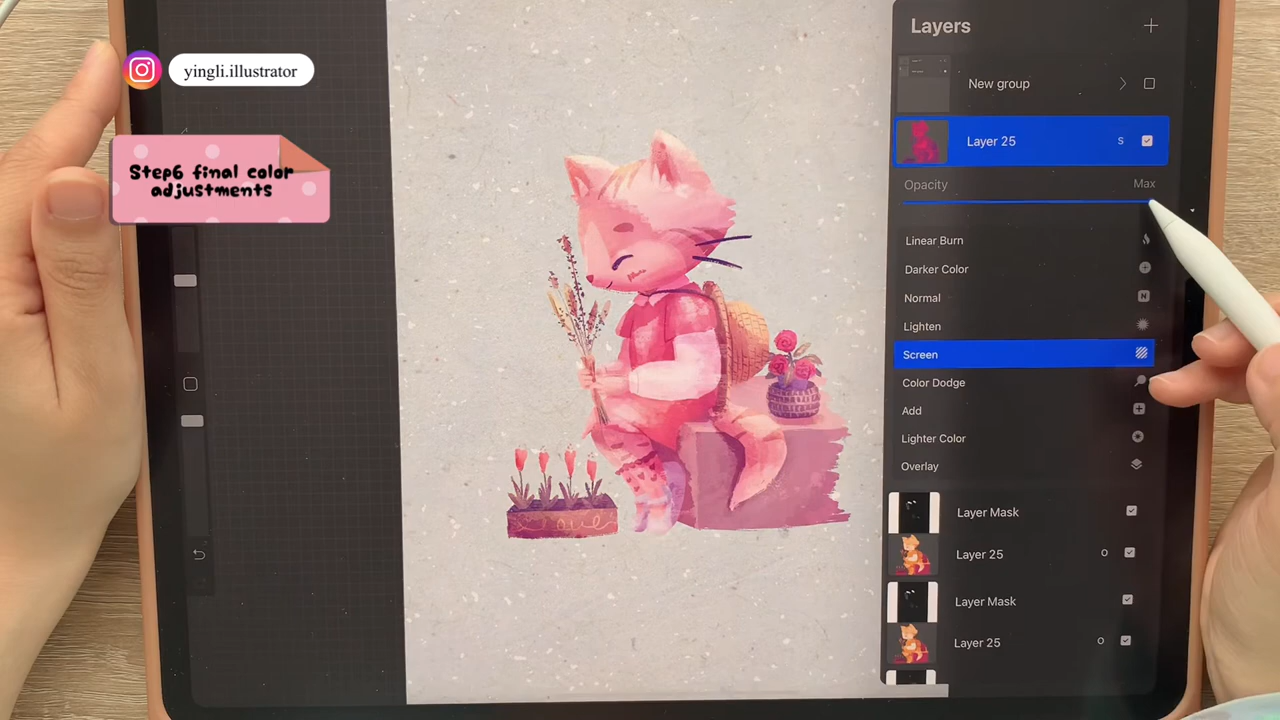 yingli.illustrator
Step6 final color
adjustments
Layers
New group
Layer 25 S
Opacity Max
Linear Burn
Darker Color
Normal N
Lighten
Screen
Color Dodge
Add
Lighter Color
Overlay
Layer Mask
Layer 25 O
Layer Mask
Layer 25 O